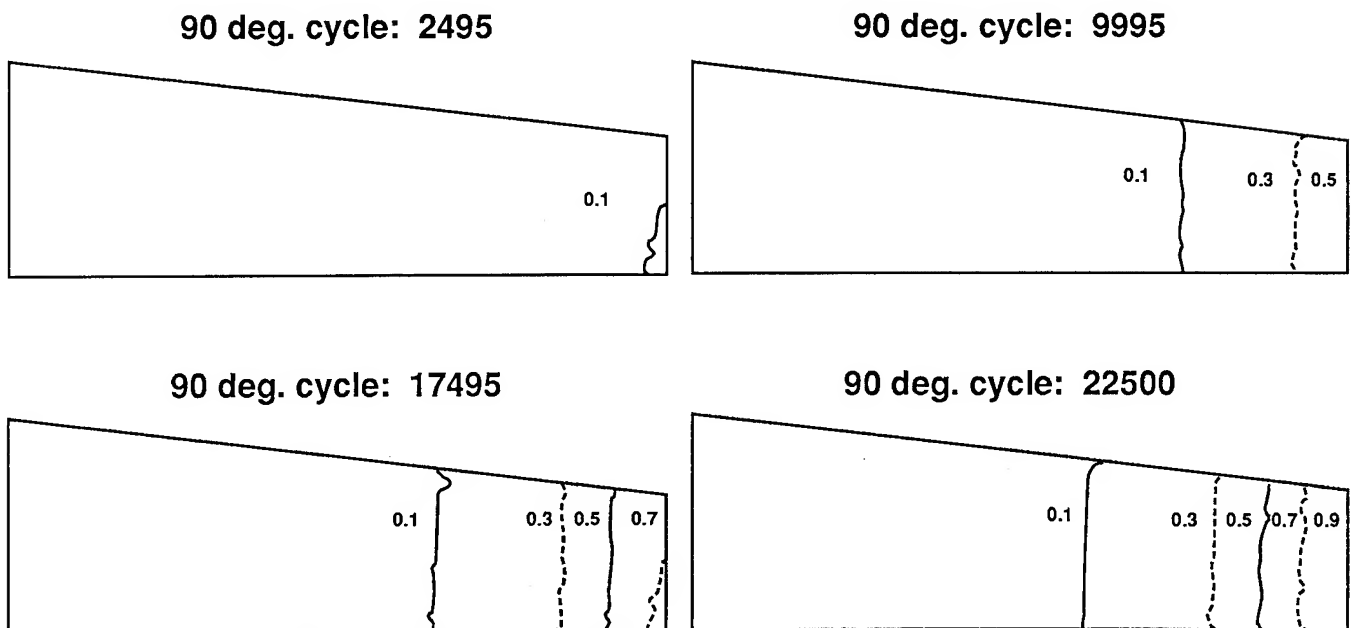 90 deg. cycle: 2495
0.1
90 deg. cycle: 9995
0.1 0.3 0.5
90 deg. cycle: 17495
0.1 0.3 0.5 0.7
90 deg. cycle: 22500
0.1 0.3 0.5 0.7 0.9